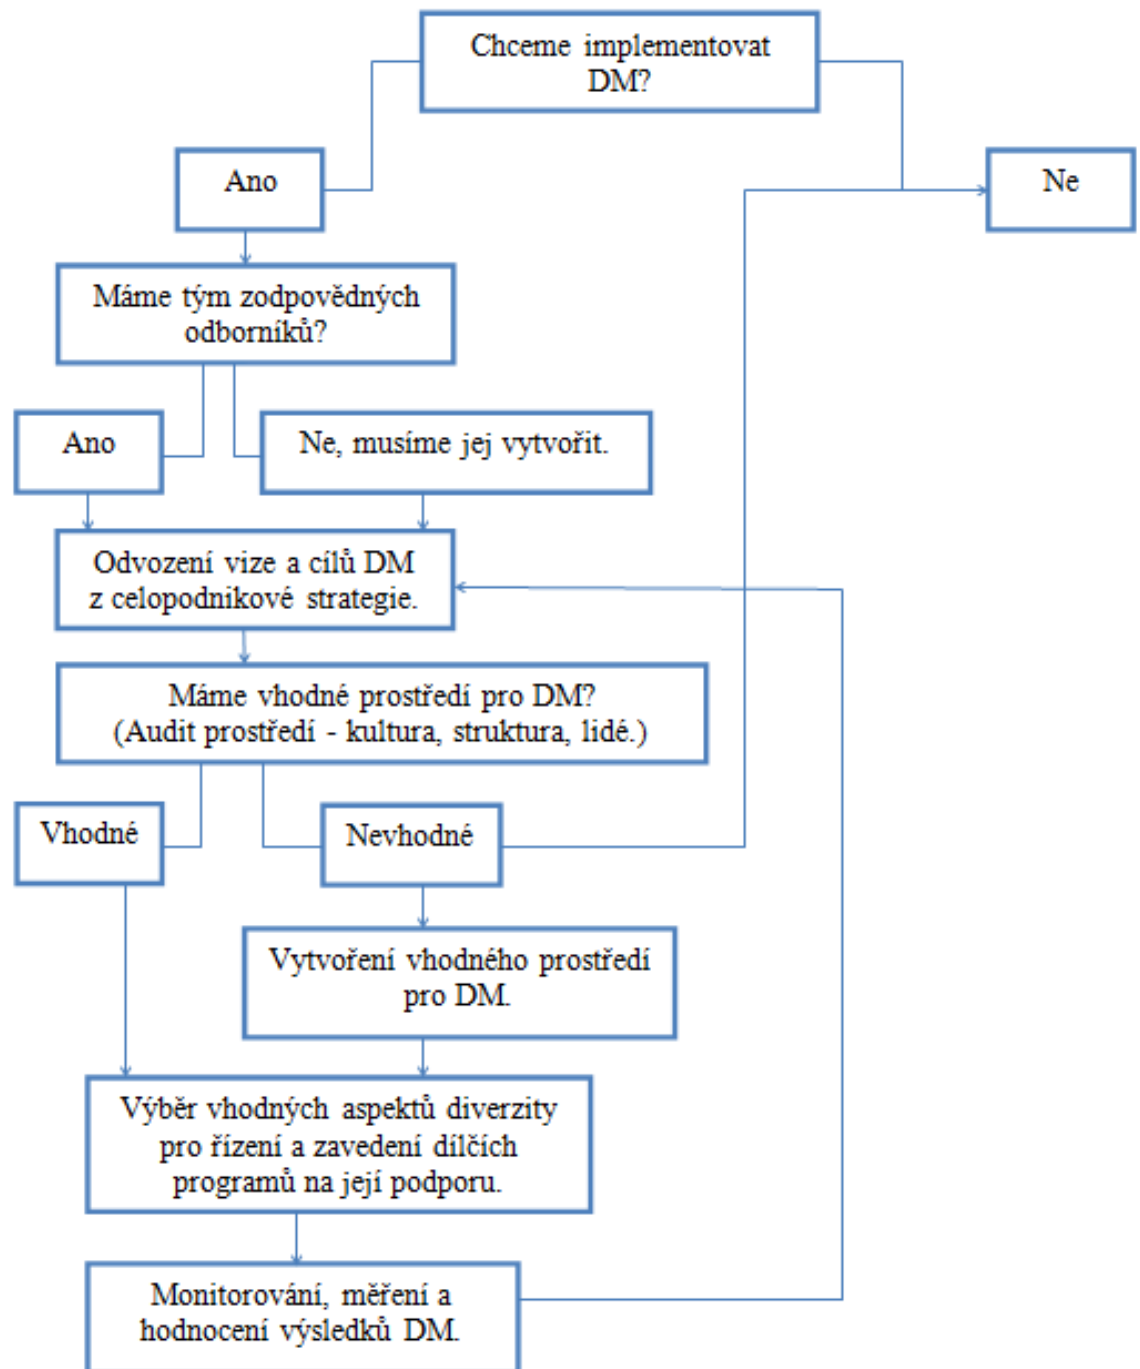 Chceme implementovat
DM?
Ano
Ne
Máme tým zodpovědných
odborníků?
Ano
Ne, musíme jej vytvořit.
Odvození vize a cílů DM
z celopodnikové strategie.
Máme vhodné prostředí pro DM?
(Audit prostředí - kultura, struktura, lidé.)
Vhodné
Nevhodné
Vytvoření vhodného prostředí
pro DM.
Výběr vhodných aspektů diverzity
pro řízení a zavedení dílčích
programů na její podporu.
Monitorování, měření a
hodnocení výsledků DM.